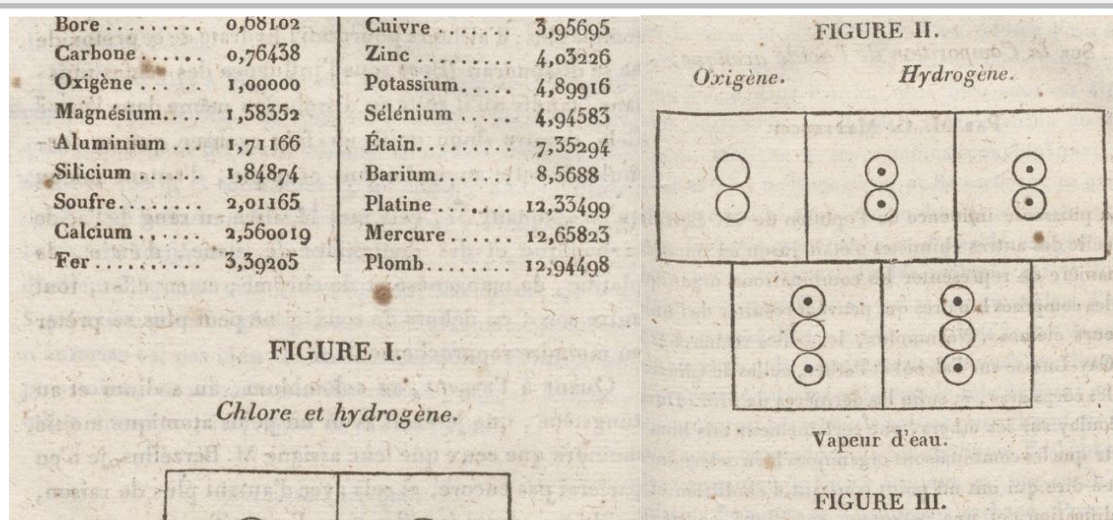 Bore......... 0,68102
Carbone...... 0,76438
Oxigène...... 1,00000
Magnésium... 1,58352
Aluminium.... 1,71166
Silicium...... 1,84874
Soufre........ 2,01165
Calcium...... 2,560019
Fer.......... 3,39205
Cuivre........ 3,95695
Zinc.......... 4,03226
Potassium..... 4,89916
Sélénium..... 4,94583
Étain......... 7,35294
Barium....... 8,5688
Platine....... 12,33499
Mercure...... 12,65823
Plomb........ 12,94498
FIGURE I.
Chlore et hydrogène.
FIGURE II.
Oxigène. Hydrogène.
Vapeur d'eau.
FIGURE III.